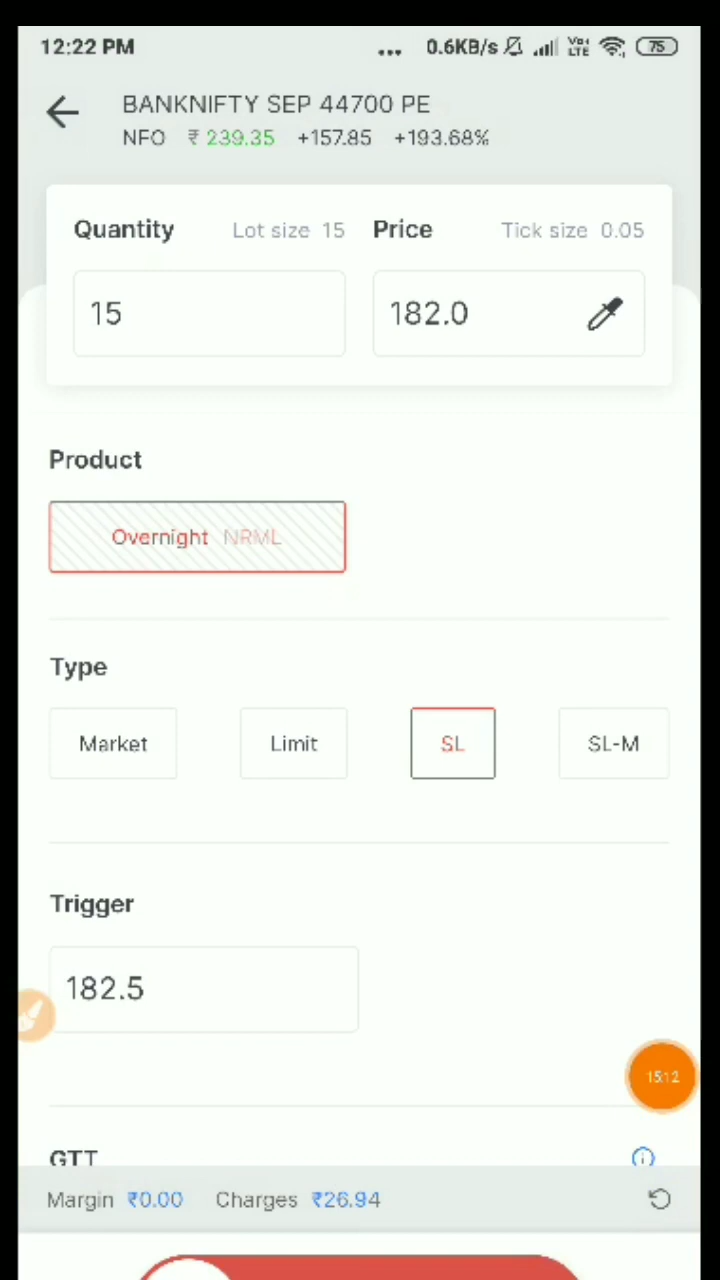 12:22 PM ... 0.6KB/s Vo LTE 75
BANKNIFTY SEP 44700 PE
NFO ₹ 239.35 +157.85 +193.68%
Quantity Lot size 15 Price Tick size 0.05
15 182.0
Product
Overnight NRML
Type
Market Limit SL SL-M
Trigger
182.5
15:12
GTT
Margin ₹0.00 Charges ₹26.94